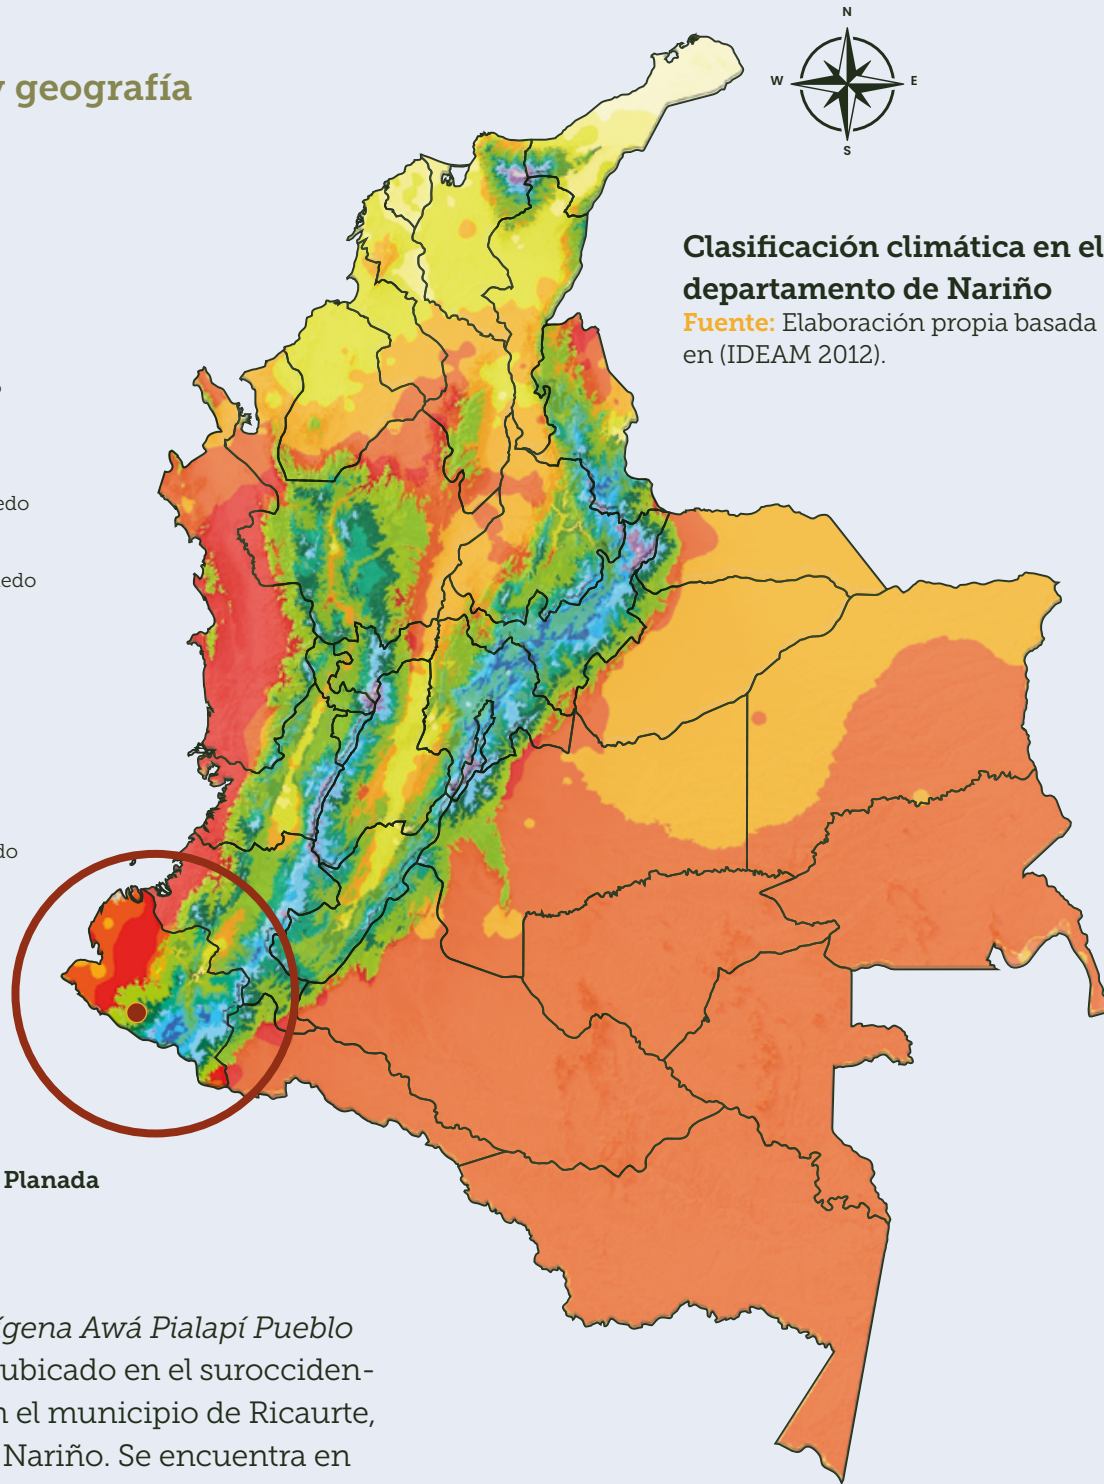 y geografía
N
W
E
S
Clasificación climática en el
departamento de Nariño
Fuente: Elaboración propia basada
en (IDEAM 2012).
edo
edo
do
Planada
ígena Awá Pialapí Pueblo
ubicado en el surocciden-
n el municipio de Ricaurte,
Nariño. Se encuentra en